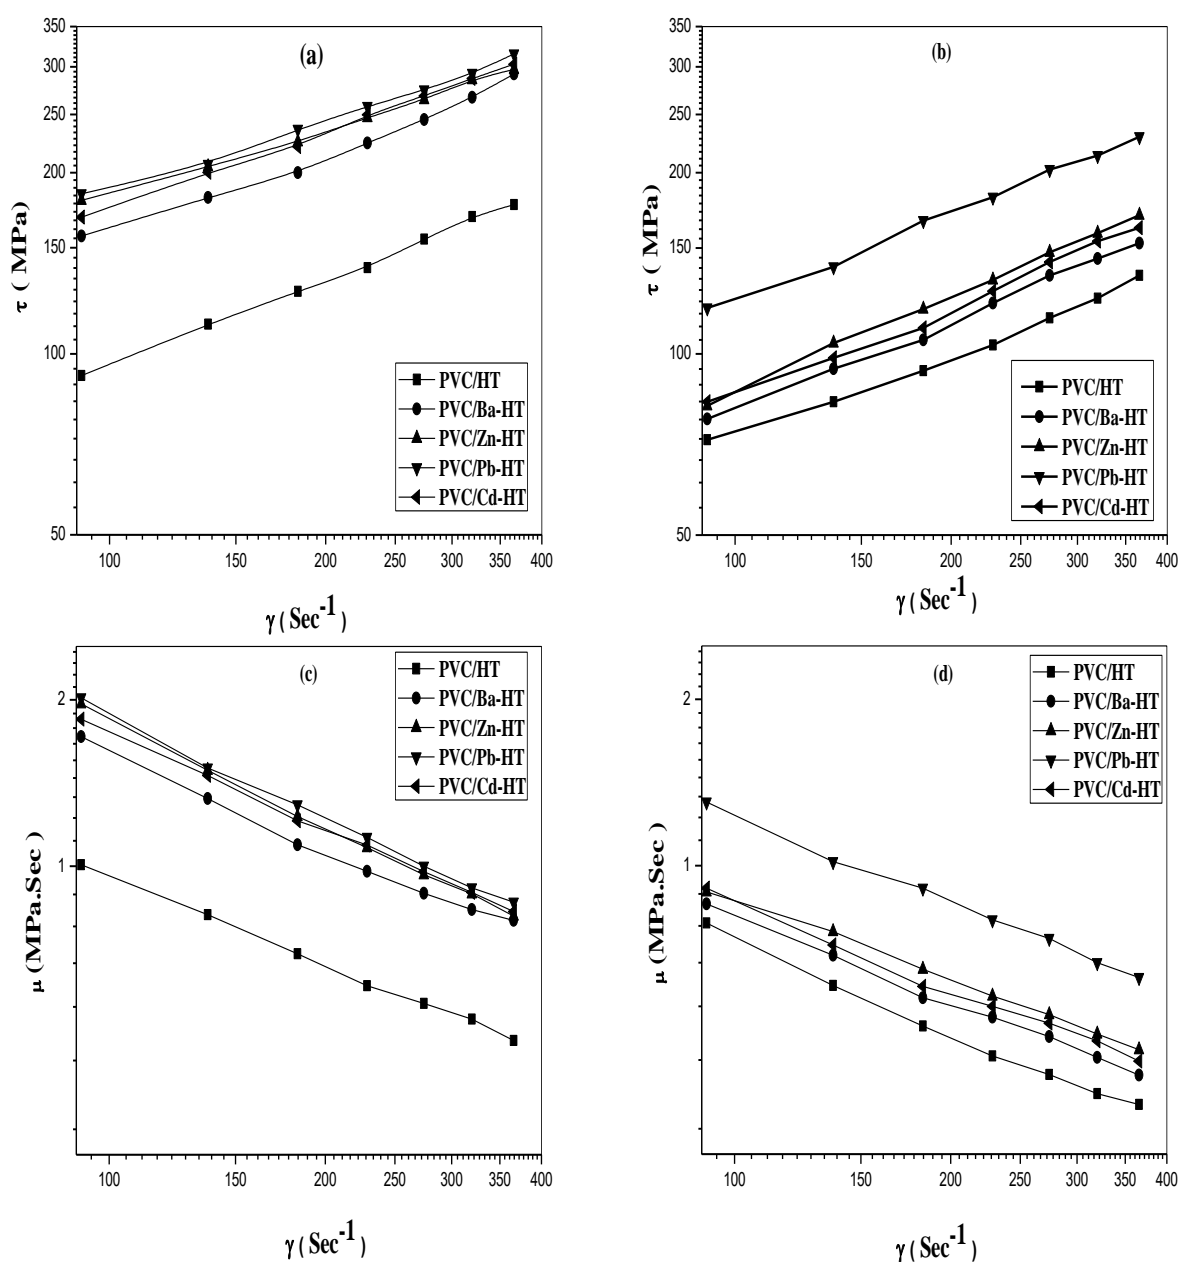 (a)
350
300
250
200
150
100
50
τ ( MPa)
PVC/HT
PVC/Ba-HT
PVC/Zn-HT
PVC/Pb-HT
PVC/Cd-HT
100 150 200 250 300 350 400
γ ( Sec-1 )
(b)
350
300
250
200
150
100
50
τ ( MPa)
PVC/HT
PVC/Ba-HT
PVC/Zn-HT
PVC/Pb-HT
PVC/Cd-HT
100 150 200 250 300 350 400
γ ( Sec-1 )
(c)
2
1
μ (MPa.Sec )
PVC/HT
PVC/Ba-HT
PVC/Zn-HT
PVC/Pb-HT
PVC/Cd-HT
100 150 200 250 300 350 400
γ ( Sec-1 )
(d)
2
1
μ (MPa.Sec )
PVC/HT
PVC/Ba-HT
PVC/Zn-HT
PVC/Pb-HT
PVC/Cd-HT
100 150 200 250 300 350 400
γ ( Sec-1 )